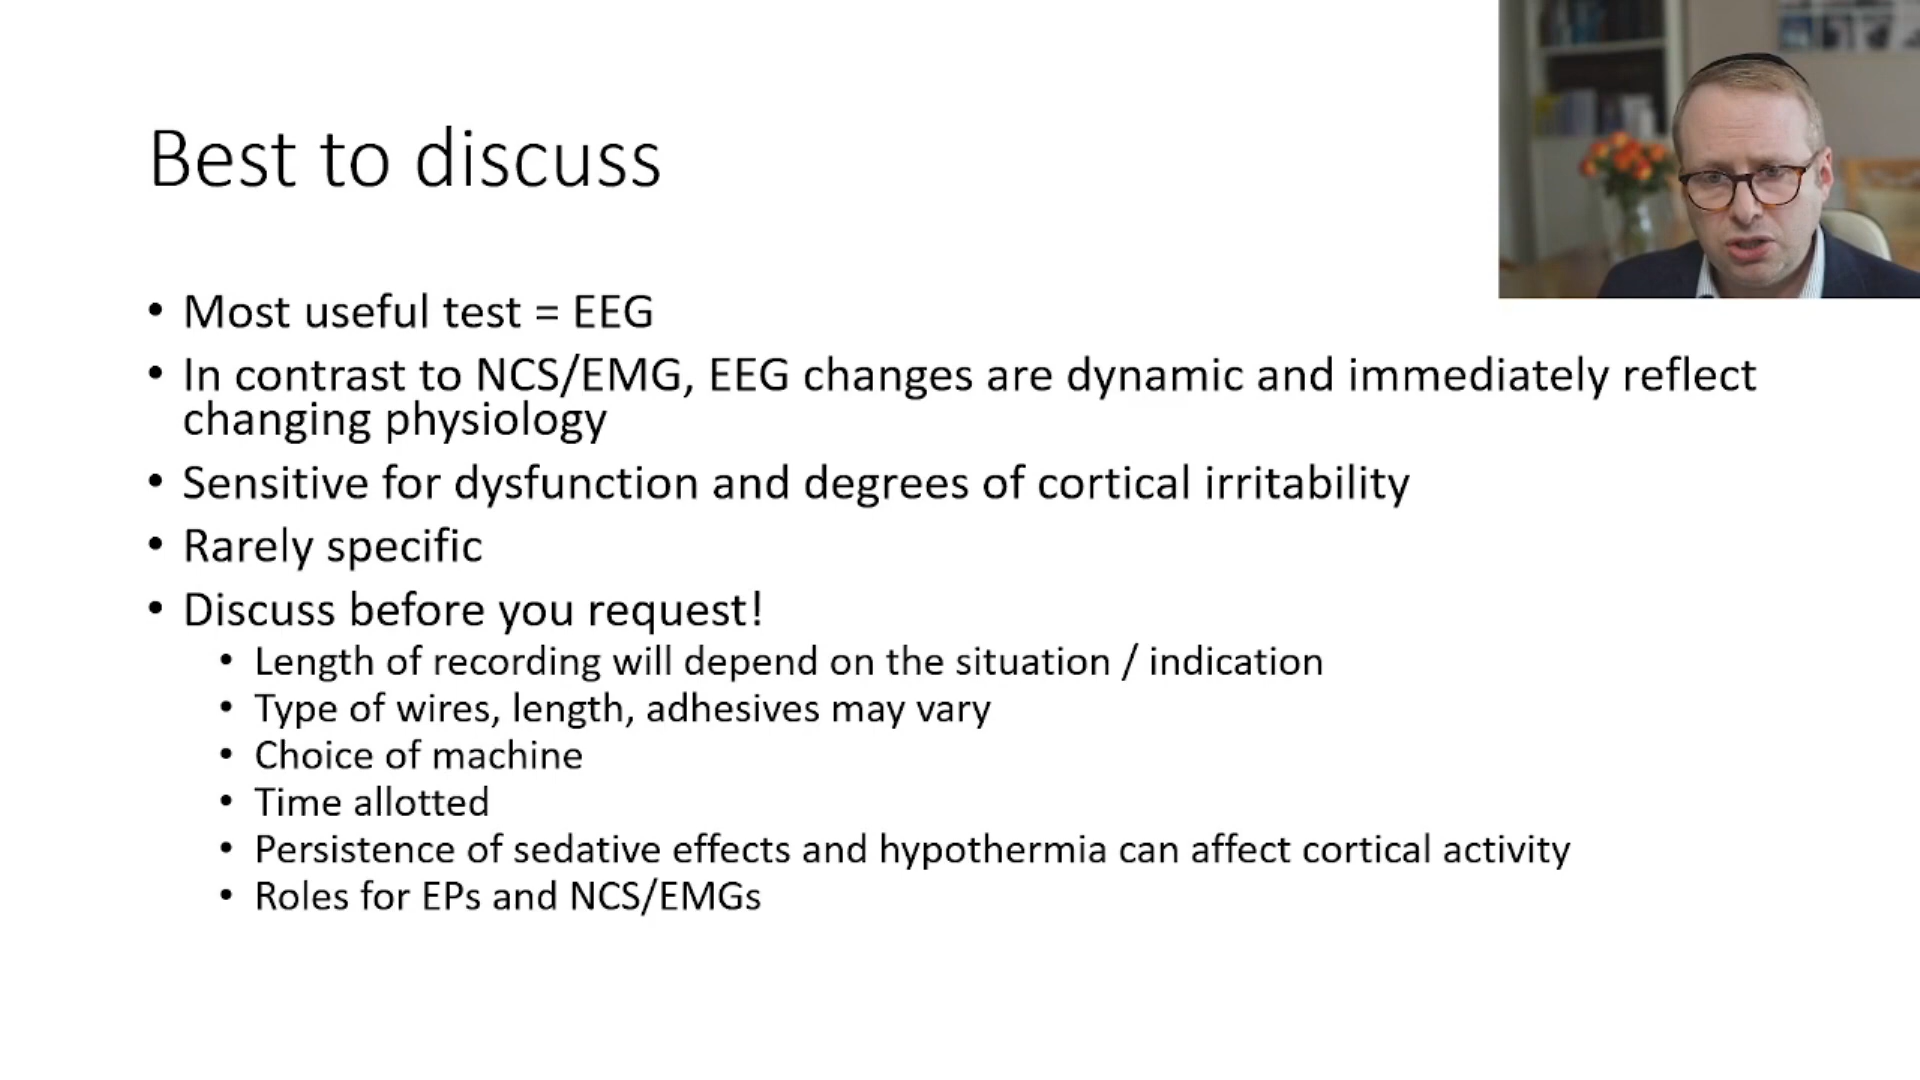 Best to discuss
• Most useful test = EEG
• In contrast to NCS/EMG, EEG changes are dynamic and immediately reflect
changing physiology
• Sensitive for dysfunction and degrees of cortical irritability
• Rarely specific
• Discuss before you request!
• Length of recording will depend on the situation / indication
• Type of wires, length, adhesives may vary
• Choice of machine
• Time allotted
• Persistence of sedative effects and hypothermia can affect cortical activity
• Roles for EPs and NCS/EMGs